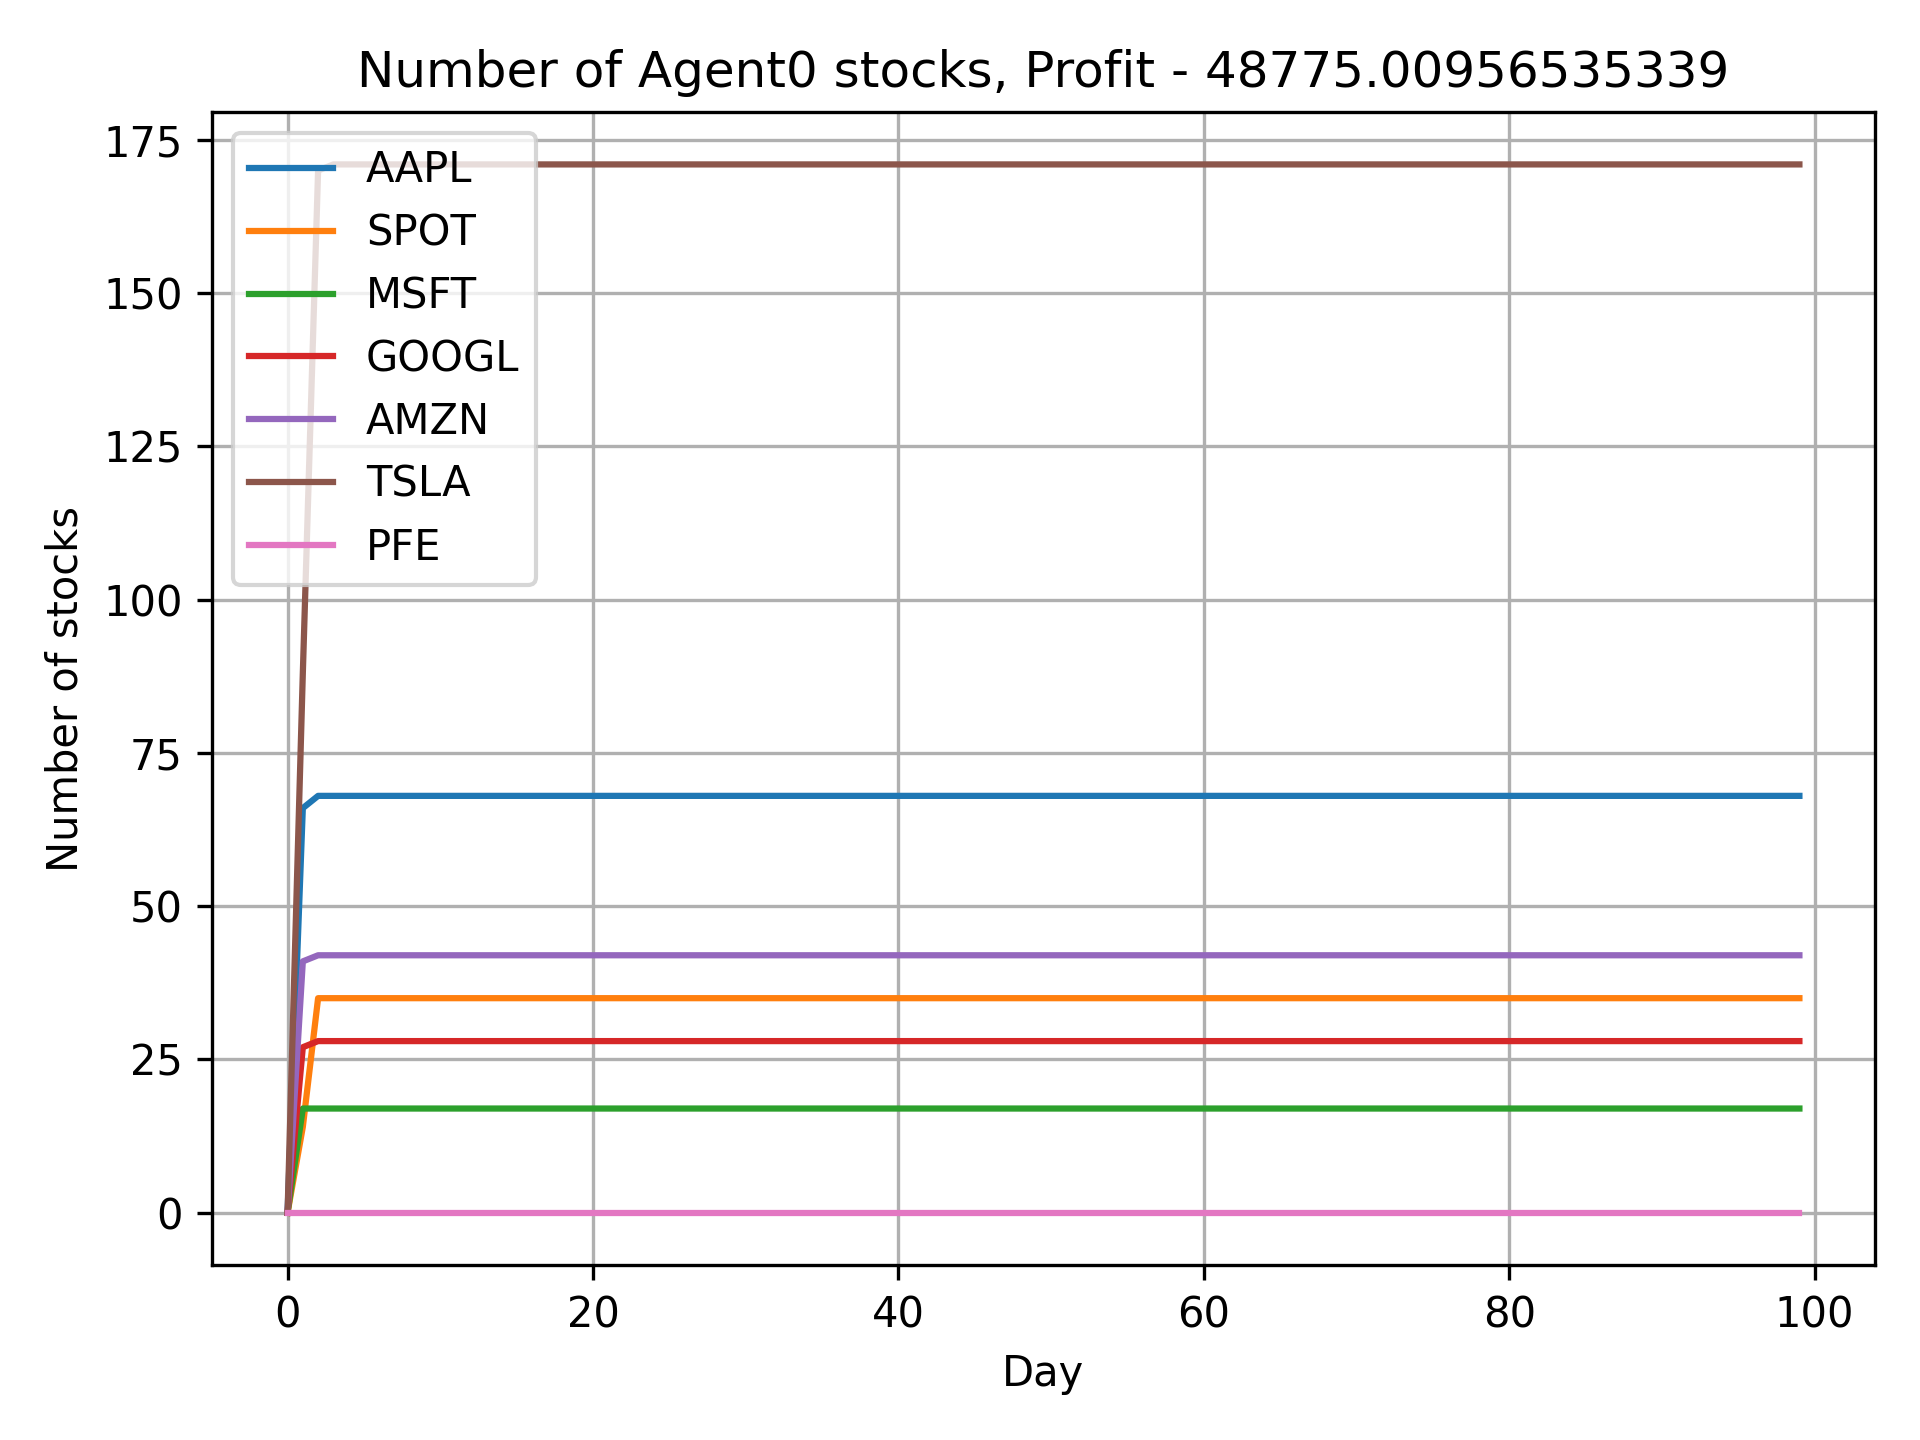 Number of Agent0 stocks, Profit - 48775.00956535339
175
150
125
100
75
50
25
0
Number of stocks
AAPL
SPOT
MSFT
GOOGL
AMZN
TSLA
PFE
0 20 40 60 80 100
Day